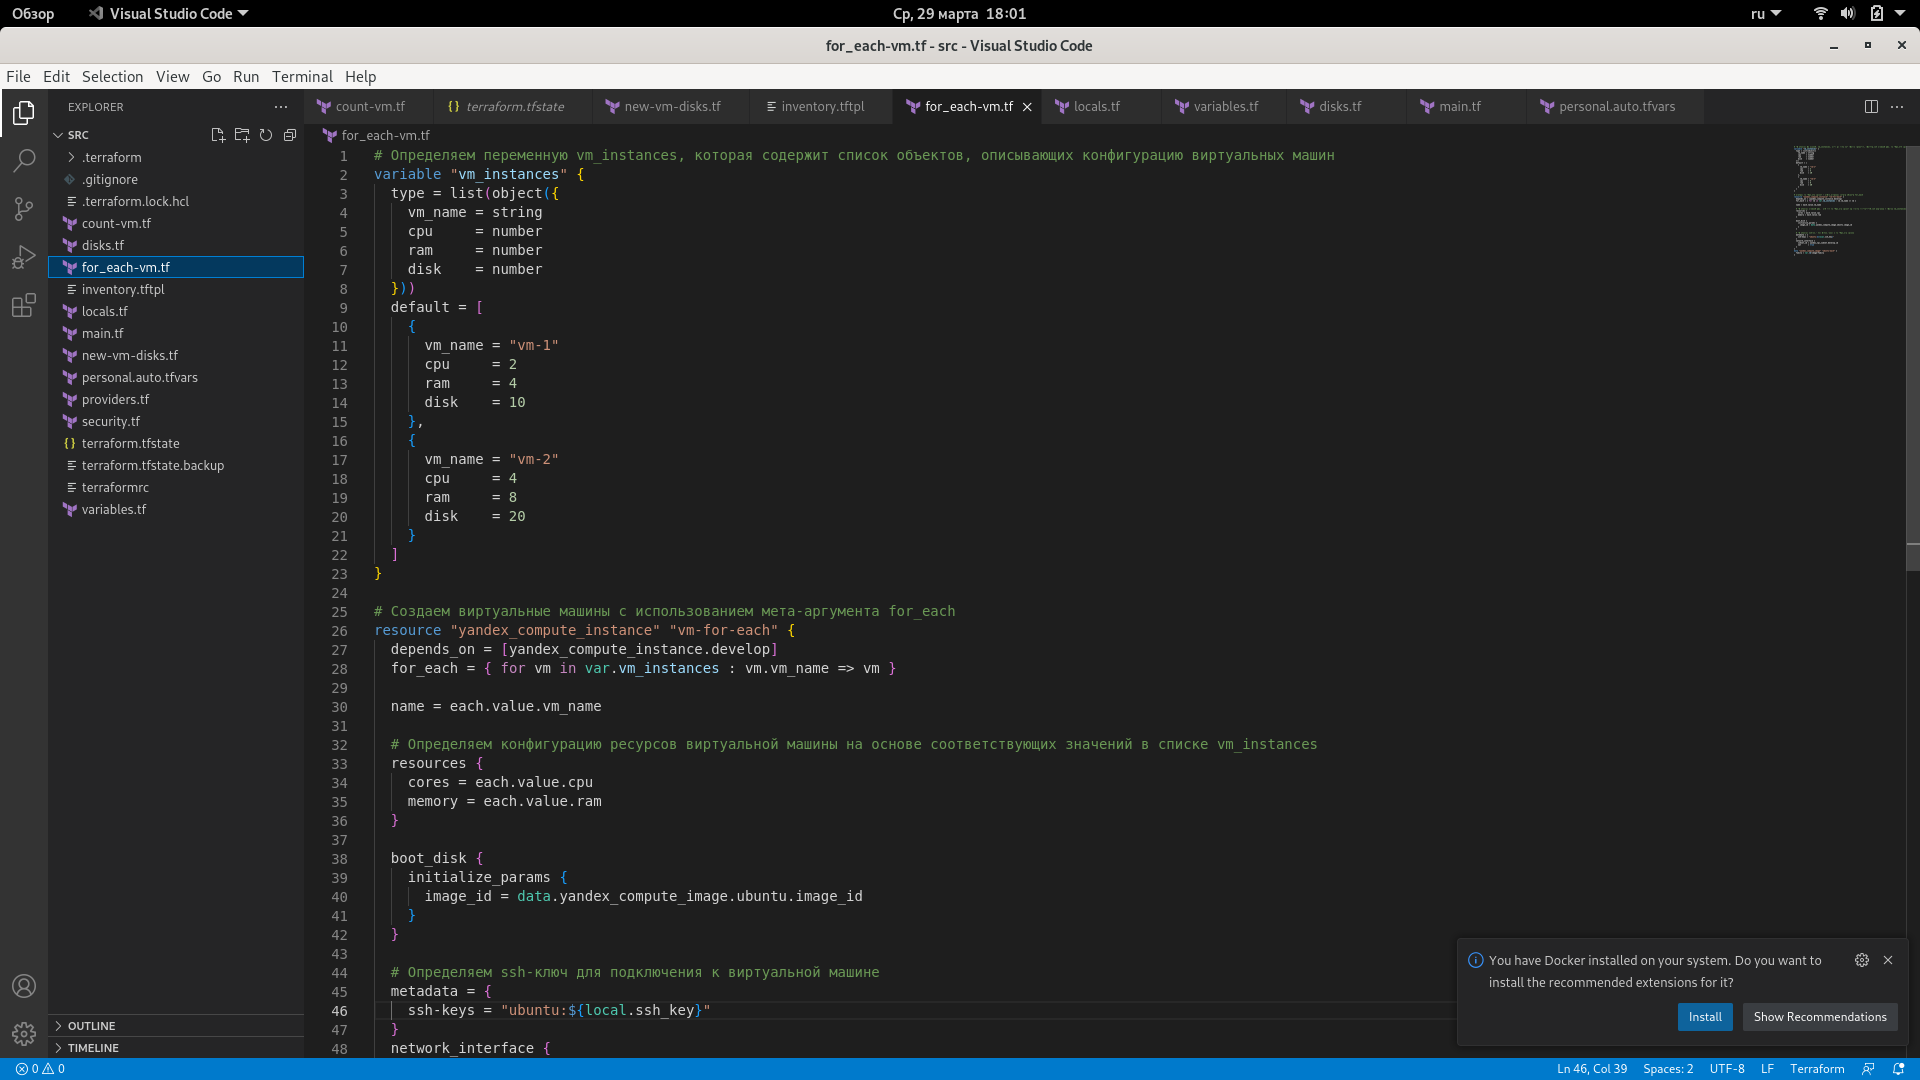 Обзор
Visual Studio Code
Ср, 29 марта 18:01
ru
for_each-vm.tf - src - Visual Studio Code
File Edit Selection View Go Run Terminal Help
EXPLORER
SRC
.terraform
.gitignore
.terraform.lock.hcl
count-vm.tf
disks.tf
for_each-vm.tf
inventory.tftpl
locals.tf
main.tf
new-vm-disks.tf
personal.auto.tfvars
providers.tf
security.tf
terraform.tfstate
terraform.tfstate.backup
terraformrc
variables.tf
OUTLINE
TIMELINE
count-vm.tf terraform.tfstate new-vm-disks.tf inventory.tftpl for_each-vm.tf locals.tf variables.tf disks.tf main.tf personal.auto.tfvars
for_each-vm.tf
1 # Определяем переменную vm_instances, которая содержит список объектов, описывающих конфигурацию виртуальных машин
2 variable "vm_instances" {
3   type = list(object({
4     vm_name = string
5     cpu     = number
6     ram     = number
7     disk    = number
8   }))
9   default = [
10     {
11       vm_name = "vm-1"
12       cpu     = 2
13       ram     = 4
14       disk    = 10
15     },
16     {
17       vm_name = "vm-2"
18       cpu     = 4
19       ram     = 8
20       disk    = 20
21     }
22   ]
23 }
24
25 # Создаем виртуальные машины с использованием мета-аргумента for_each
26 resource "yandex_compute_instance" "vm-for-each" {
27   depends_on = [yandex_compute_instance.develop]
28   for_each = { for vm in var.vm_instances : vm.vm_name => vm }
29
30   name = each.value.vm_name
31
32   # Определяем конфигурацию ресурсов виртуальной машины на основе соответствующих значений в списке vm_instances
33   resources {
34     cores = each.value.cpu
35     memory = each.value.ram
36   }
37
38   boot_disk {
39     initialize_params {
40       image_id = data.yandex_compute_image.ubuntu.image_id
41     }
42   }
43
44   # Определяем ssh-ключ для подключения к виртуальной машине
45   metadata = {
46     ssh-keys = "ubuntu:${local.ssh_key}"
47   }
48   network_interface {
You have Docker installed on your system. Do you want to
install the recommended extensions for it?
Install
Show Recommendations
0 0
Ln 46, Col 39 Spaces: 2 UTF-8 LF Terraform